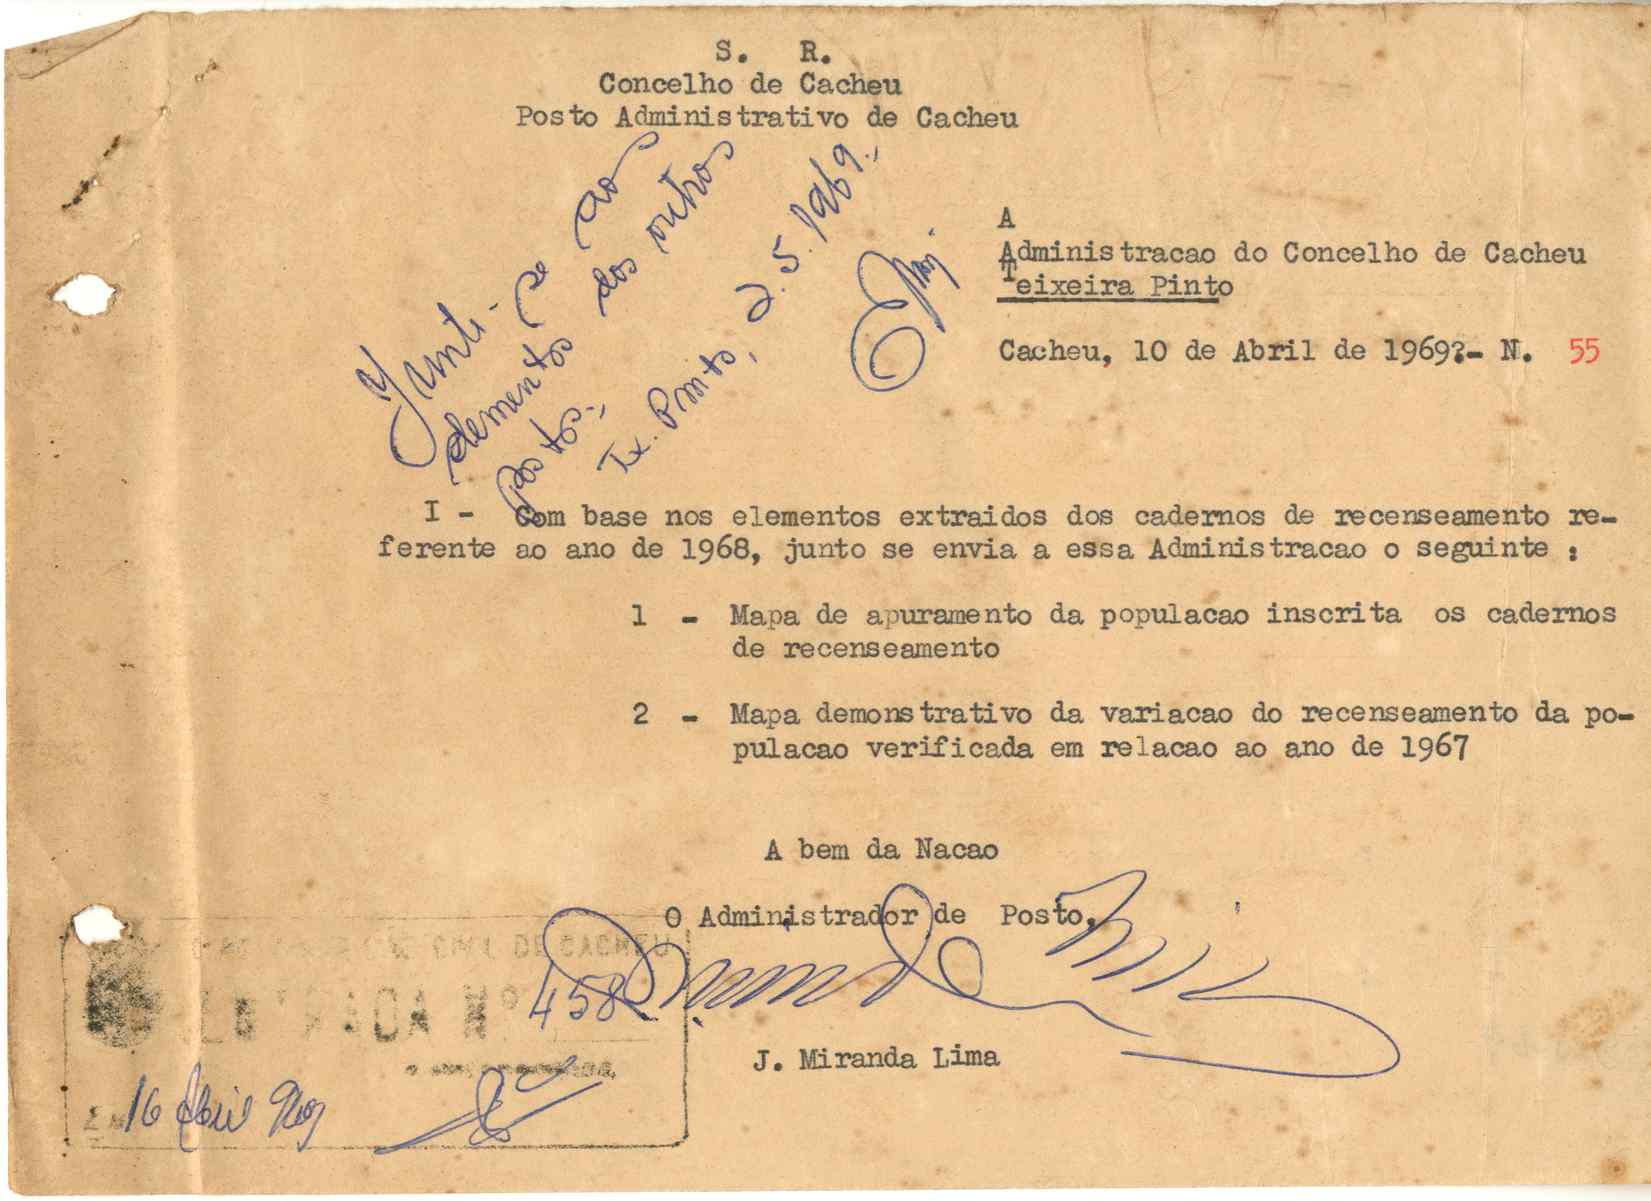 S. R.
Concelho de Cacheu
Posto Administrativo de Cacheu
Junte-se aos
elementos dos outros
Postos.
Tx. Pinto, 2.5.1969.
A
Administracao do Concelho de Cacheu
Teixeira Pinto
Cacheu, 10 de Abril de 1969?- N. 55
I - Com base nos elementos extraidos dos cadernos de recenseamento re-
ferente ao ano de 1968, junto se envia a essa Administracao o seguinte :
1 - Mapa de apuramento da populacao inscrita os cadernos
de recenseamento
2 - Mapa demonstrativo da variacao do recenseamento da po-
pulacao verificada em relacao ao ano de 1967
A bem da Nacao
O Administrador de Posto,
DE CACHEU
Nº 458
J. Miranda Lima
16 Abril